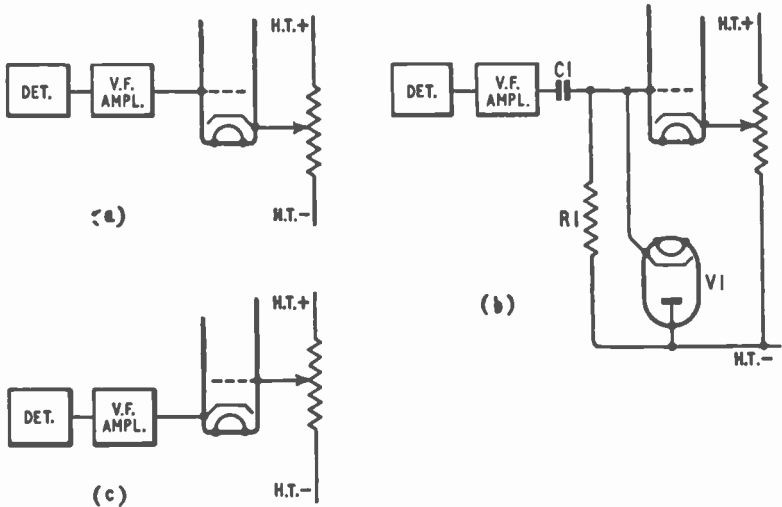 H.T.+
DET.
V.F.
AMPL.
H.T.-
(a)
H.T.+
DET.
V.F.
AMPL.
C1
R1
V1
H.T.-
(b)
H.T.+
DET.
V.F.
AMPL.
H.T.-
(c)